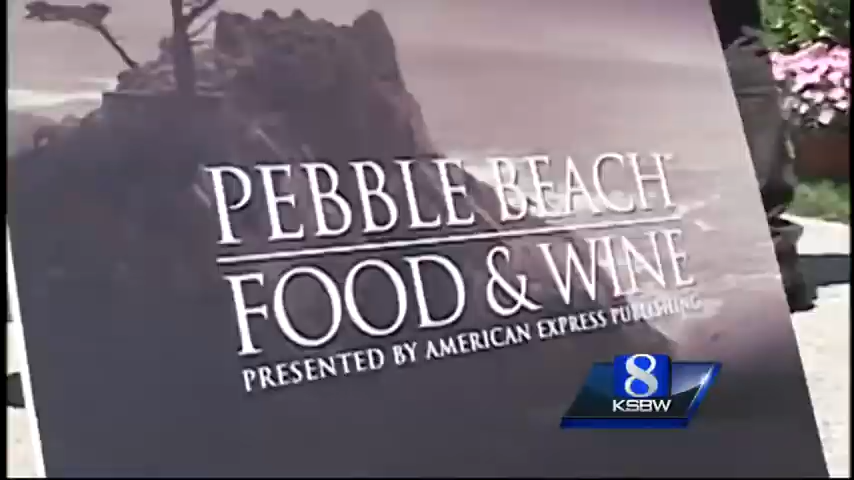 PEBBLE BEACH
FOOD & WINE
PRESENTED BY AMERICAN EXPRESS PUBLISHING
8
KSBW